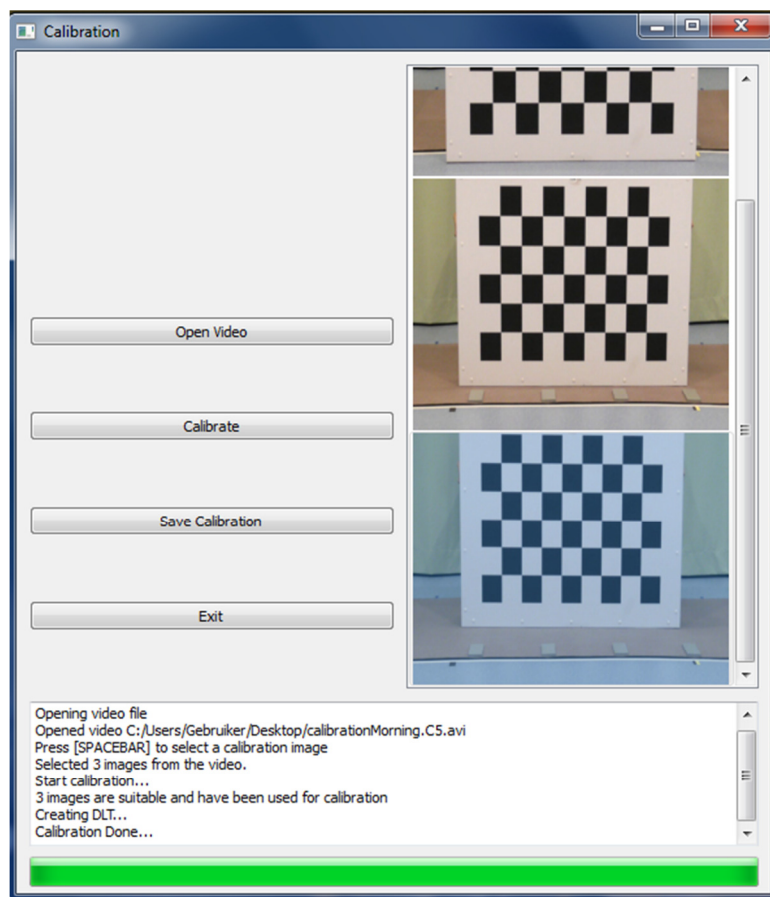 Calibration
Open Video
Calibrate
Save Calibration
Exit
Opening video file
Opened video C:/Users/Gebruiker/Desktop/calibrationMorning.C5.avi
Press [SPACEBAR] to select a calibration image
Selected 3 images from the video.
Start calibration...
3 images are suitable and have been used for calibration
Creating DLT...
Calibration Done...